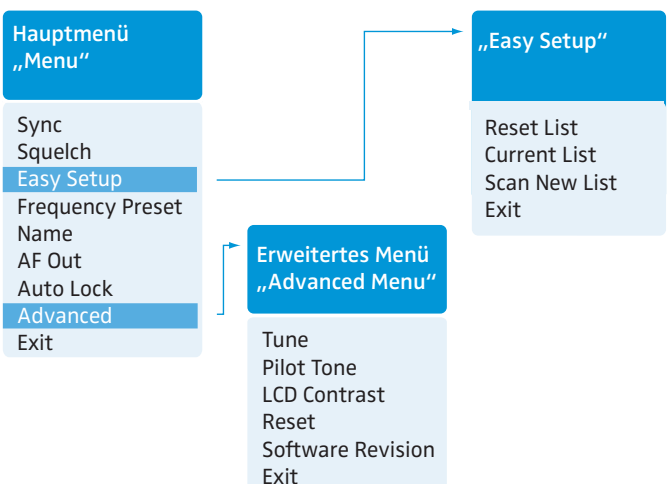 Hauptmenü
„Menu“
Sync
Squelch
Easy Setup
Frequency Preset
Name
AF Out
Auto Lock
Advanced
Exit
„Easy Setup“
Reset List
Current List
Scan New List
Exit
Erweitertes Menü
„Advanced Menu“
Tune
Pilot Tone
LCD Contrast
Reset
Software Revision
Exit